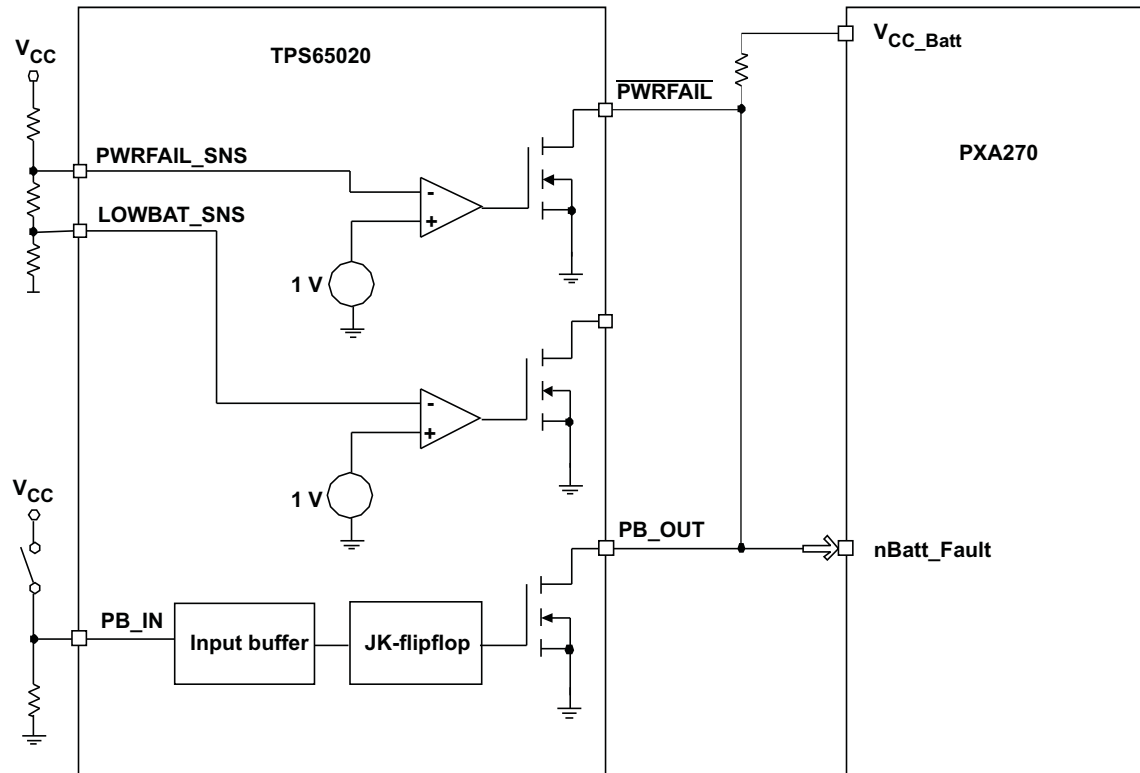 TPS65020
VCC
VCC_Batt
PWRFAIL
PXA270
PWRFAIL_SNS
-
+
LOWBAT_SNS
1 V
-
+
1 V
VCC
PB_OUT
nBatt_Fault
PB_IN
Input buffer
JK-flipflop